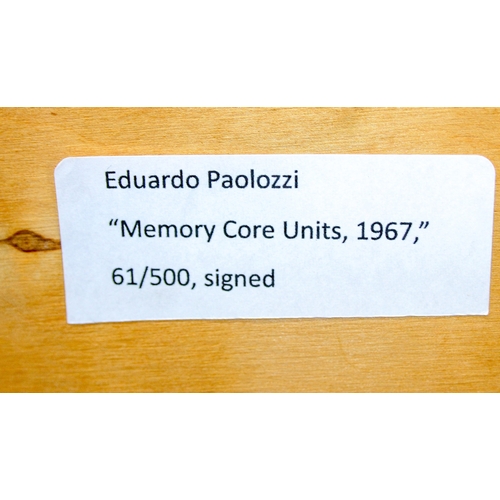 Eduardo Paolozzi
“Memory Core Units, 1967,”
61/500, signed